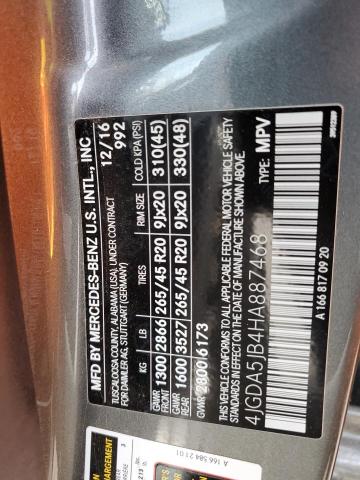 MFD BY MERCEDES-BENZ U.S. INTL., INC
TUSCALOOSA COUNTY, ALABAMA (USA), UNDER CONTRACT
FOR DAIMLER AG, STUTTGART (GERMANY)
12/16
992
KG LB TIRES RIM SIZE COLD KPA(PSI)
1300 2866 265/45 R20 9Jx20 310(45)
1600 3527 265/45 R20 9Jx20 330(48)
GVWR 2800 6173
THIS VEHICLE CONFORMS TO ALL APPLICABLE FEDERAL MOTOR VEHICLE SAFETY,
STANDARDS IN EFFECT ON THE DATE OF MANUFACTURE SHOWN ABOVE.
4JGDA5JB4HA887468 TYPE: MPV
A 166 817 09 20
A 166 584 21 01
213
3